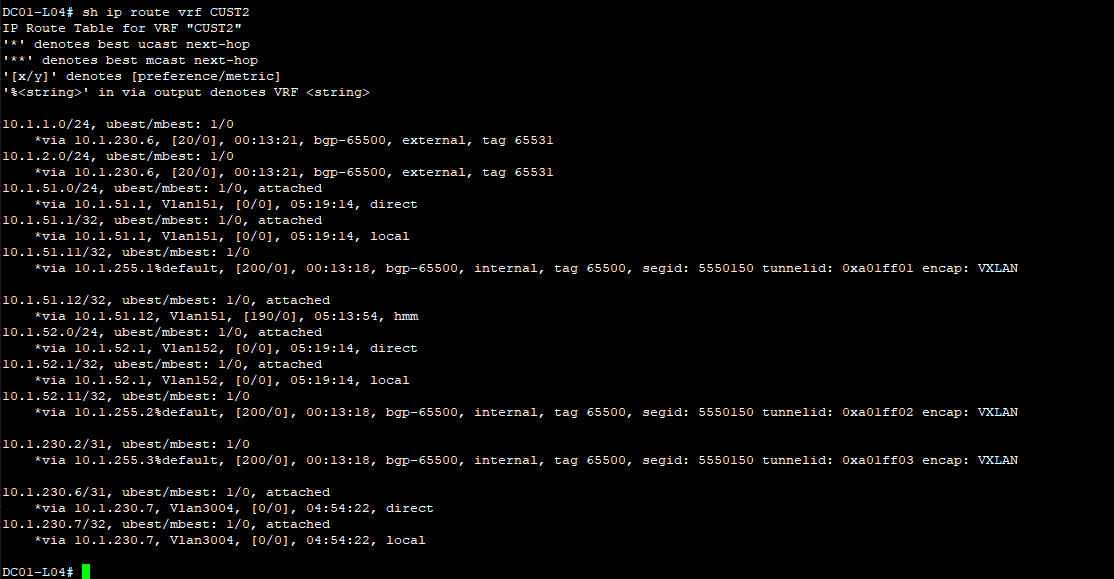 DC01-L04# sh ip route vrf CUST2
IP Route Table for VRF "CUST2"
'*' denotes best ucast next-hop
'**' denotes best mcast next-hop
'[x/y]' denotes [preference/metric]
'%<string>' in via output denotes VRF <string>

10.1.1.0/24, ubest/mbest: 1/0
    *via 10.1.230.6, [20/0], 00:13:21, bgp-65500, external, tag 65531
10.1.2.0/24, ubest/mbest: 1/0
    *via 10.1.230.6, [20/0], 00:13:21, bgp-65500, external, tag 65531
10.1.51.0/24, ubest/mbest: 1/0, attached
    *via 10.1.51.1, Vlan151, [0/0], 05:19:14, direct
10.1.51.1/32, ubest/mbest: 1/0, attached
    *via 10.1.51.1, Vlan151, [0/0], 05:19:14, local
10.1.51.11/32, ubest/mbest: 1/0
    *via 10.1.255.1%default, [200/0], 00:13:18, bgp-65500, internal, tag 65500, segid: 5550150 tunnelid: 0xa01ff01 encap: VXLAN

10.1.51.12/32, ubest/mbest: 1/0, attached
    *via 10.1.51.12, Vlan151, [190/0], 05:13:54, hmm
10.1.52.0/24, ubest/mbest: 1/0, attached
    *via 10.1.52.1, Vlan152, [0/0], 05:19:14, direct
10.1.52.1/32, ubest/mbest: 1/0, attached
    *via 10.1.52.1, Vlan152, [0/0], 05:19:14, local
10.1.52.11/32, ubest/mbest: 1/0
    *via 10.1.255.2%default, [200/0], 00:13:18, bgp-65500, internal, tag 65500, segid: 5550150 tunnelid: 0xa01ff02 encap: VXLAN

10.1.230.2/31, ubest/mbest: 1/0
    *via 10.1.255.3%default, [200/0], 00:13:18, bgp-65500, internal, tag 65500, segid: 5550150 tunnelid: 0xa01ff03 encap: VXLAN

10.1.230.6/31, ubest/mbest: 1/0, attached
    *via 10.1.230.7, Vlan3004, [0/0], 04:54:22, direct
10.1.230.7/32, ubest/mbest: 1/0, attached
    *via 10.1.230.7, Vlan3004, [0/0], 04:54:22, local

DC01-L04#